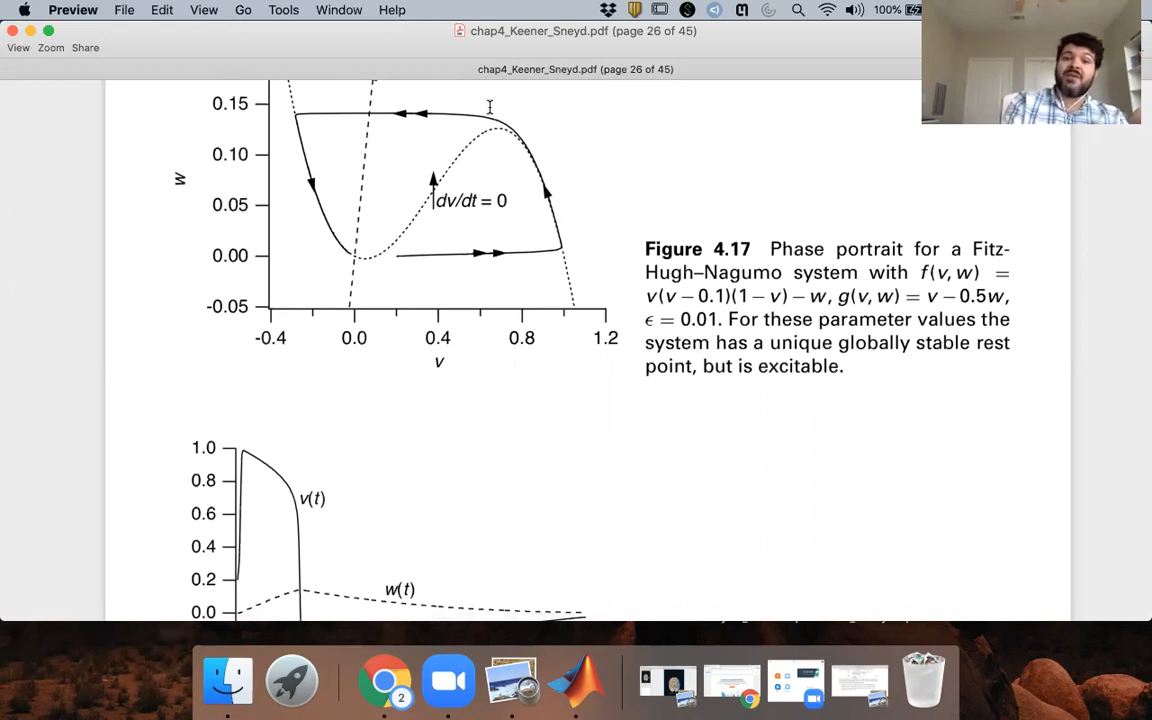 Preview File Edit View Go Tools Window Help 100%
chap4_Keener_Sneyd.pdf (page 26 of 45)
View Zoom Share
chap4_Keener_Sneyd.pdf (page 26 of 45)
0.15
0.10
0.05
0.00
-0.05
w
dv/dt = 0
-0.4 0.0 0.4 0.8 1.2
v
Figure 4.17 Phase portrait for a Fitz-
Hugh–Nagumo system with f(v, w) =
v(v − 0.1)(1 − v) − w, g(v, w) = v − 0.5w,
ϵ = 0.01. For these parameter values the
system has a unique globally stable rest
point, but is excitable.
1.0
0.8
0.6
0.4
0.2
0.0
v(t)
w(t)
2